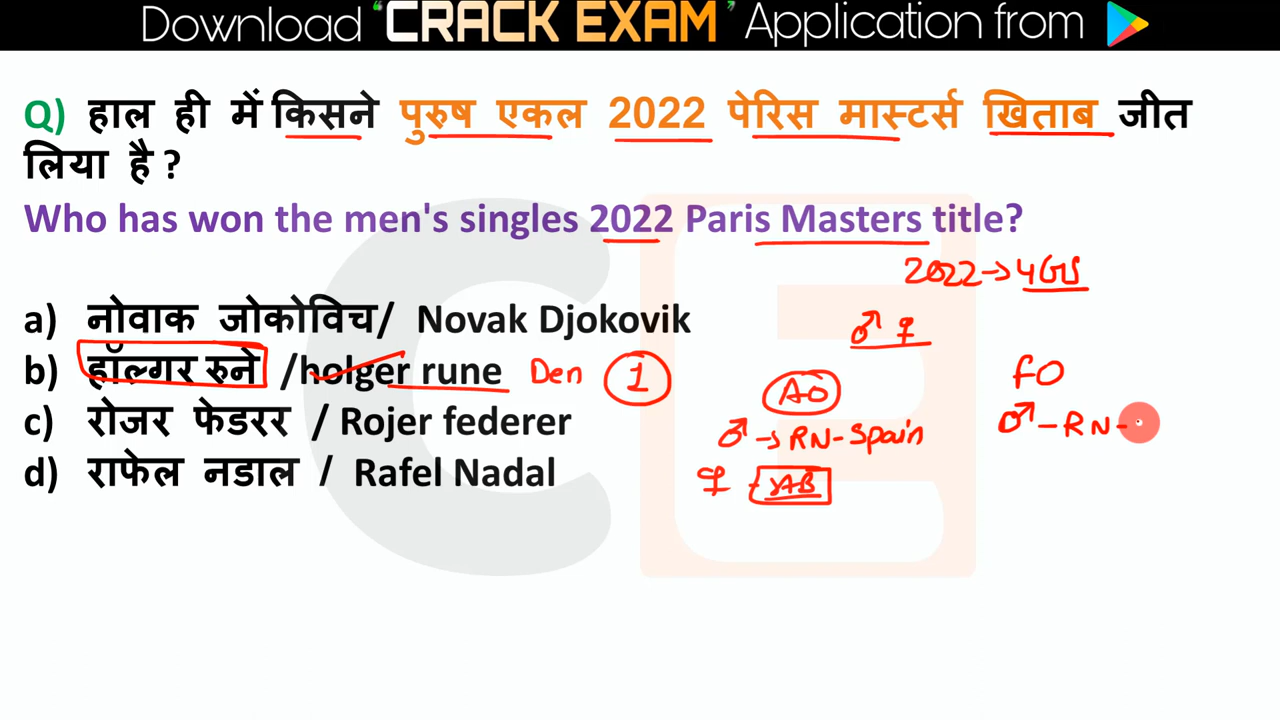 Download "CRACK EXAM" Application from
Q) हाल ही में किसने पुरुष एकल 2022 पेरिस मास्टर्स खिताब जीत
लिया है ?
Who has won the men's singles 2022 Paris Masters title?
2022 → 4GS
a) नोवाक जोकोविच/ Novak Djokovik
♂ ♀
b) हॉल्गर रुने /holger rune Den 1
AO
FO
c) रोजर फेडरर / Rojer federer
♂ → RN - Spain
♂ - RN -
d) राफेल नडाल / Rafel Nadal
♀ - AB
CE